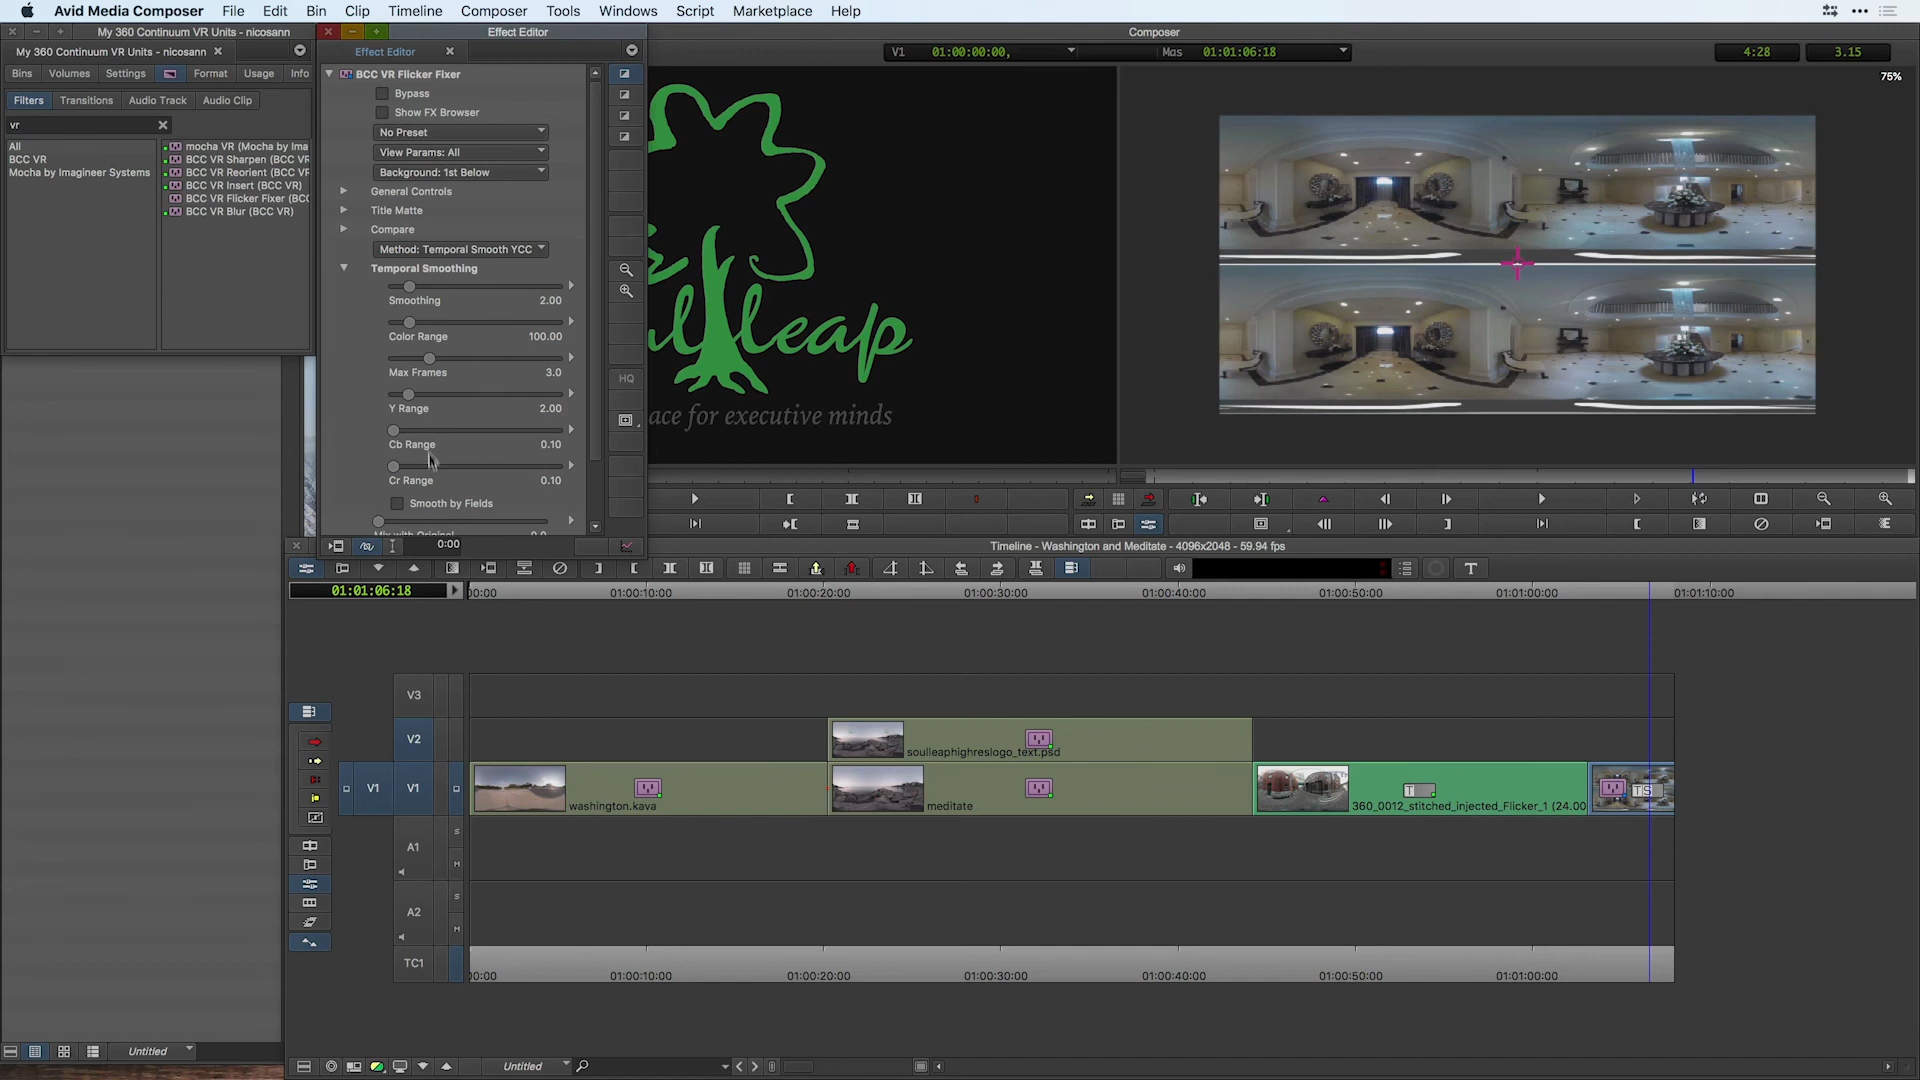 Avid Media Composer File Edit Bin Clip Timeline Composer Tools Windows Script Marketplace Help
My 360 Continuum VR Units - nicosann
Effect Editor
Composer
My 360 Continuum VR Units - nicosann
Effect Editor
V1 01:00:00:00, Mas 01:01:06:18 4:28 3.15
Bins Volumes Settings Format Usage Info
75%
Filters Transitions Audio Track Audio Clip
vr
All
BCC VR
Mocha by Imagineer Systems
mocha VR (Mocha by Ima
BCC VR Sharpen (BCC VR
BCC VR Reorient (BCC VR
BCC VR Insert (BCC VR)
BCC VR Flicker Fixer (BCC
BCC VR Blur (BCC VR)
BCC VR Flicker Fixer
Bypass
Show FX Browser
No Preset
View Params: All
Background: 1st Below
General Controls
Title Matte
Compare
Method: Temporal Smooth YCC
Temporal Smoothing
Smoothing 2.00
Color Range 100.00
Max Frames 3.0
Y Range 2.00
Cb Range 0.10
Cr Range 0.10
Smooth by Fields
Mix with Original 0.0
0:00
HQ
leap
ace for executive minds
Timeline - Washington and Meditate - 4096x2048 - 59.94 fps
T
01:01:06:18
00:00 01:00:10:00 01:00:20:00 01:00:30:00 01:00:40:00 01:00:50:00 01:01:00:00 01:01:10:00
V3
V2
soulleaphighreslogo_text.psd
V1 V1
washington.kava
meditate
360_0012_stitched_injected_Flicker_1 (24.00
T
TS
A1
S
M
A2
S
M
TC1
00:00 01:00:10:00 01:00:20:00 01:00:30:00 01:00:40:00 01:00:50:00 01:01:00:00
Untitled
Untitled